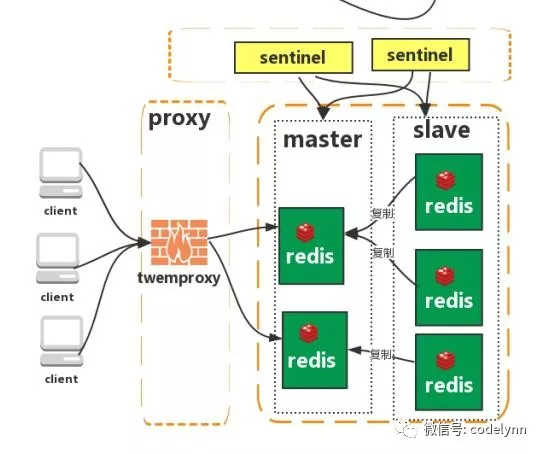 sentinel
sentinel
proxy
master
slave
client
client
client
twemproxy
redis
redis
redis
redis
redis
复制
复制
复制
微信号: codelynn